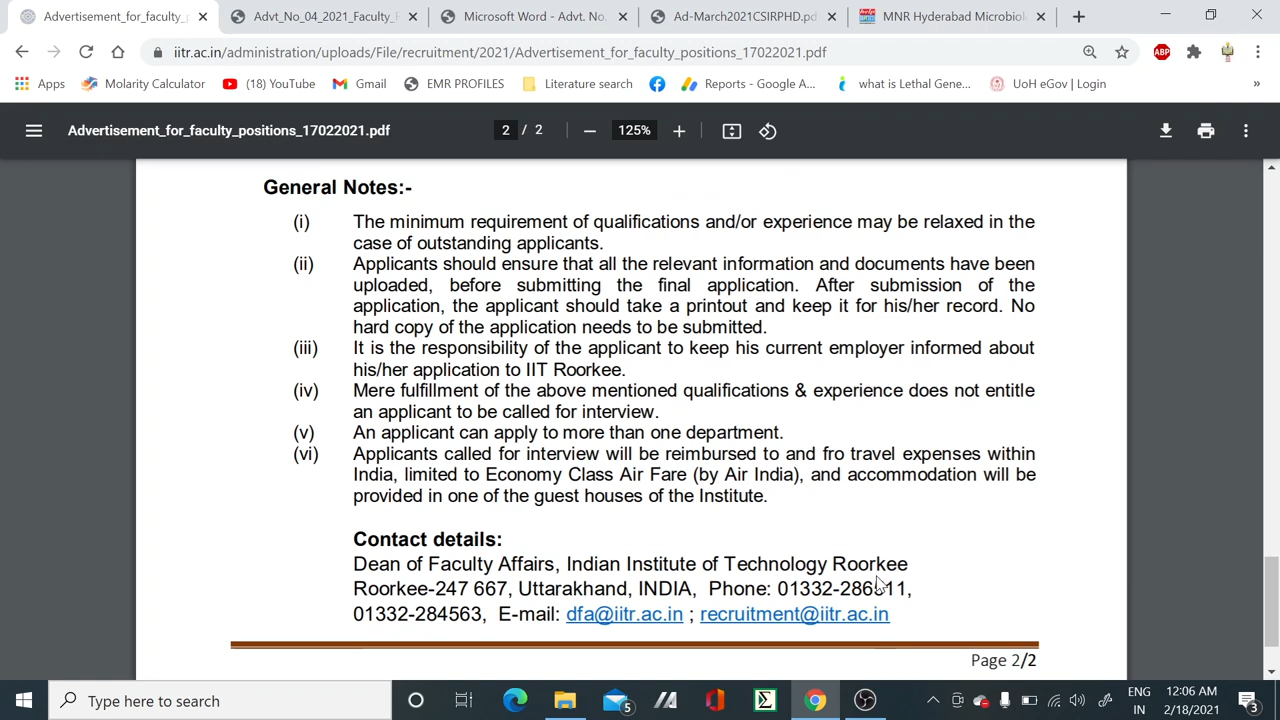 Advertisement_for_faculty_p
Advt_No_04_2021_Faculty_F
Microsoft Word - Advt. No.
Ad-March2021CSIRPHD.pd
MNR Hyderabad Microbiol
iitr.ac.in/administration/uploads/File/recruitment/2021/Advertisement_for_faculty_positions_17022021.pdf
ABP
Apps
Molarity Calculator
(18) YouTube
Gmail
EMR PROFILES
Literature search
Reports - Google A...
what is Lethal Gene...
UoH eGov | Login
»
Advertisement_for_faculty_positions_17022021.pdf
2 / 2
125%
General Notes:-
(i) The minimum requirement of qualifications and/or experience may be relaxed in the
case of outstanding applicants.
(ii) Applicants should ensure that all the relevant information and documents have been
uploaded, before submitting the final application. After submission of the
application, the applicant should take a printout and keep it for his/her record. No
hard copy of the application needs to be submitted.
(iii) It is the responsibility of the applicant to keep his current employer informed about
his/her application to IIT Roorkee.
(iv) Mere fulfillment of the above mentioned qualifications & experience does not entitle
an applicant to be called for interview.
(v) An applicant can apply to more than one department.
(vi) Applicants called for interview will be reimbursed to and fro travel expenses within
India, limited to Economy Class Air Fare (by Air India), and accommodation will be
provided in one of the guest houses of the Institute.
Contact details:
Dean of Faculty Affairs, Indian Institute of Technology Roorkee
Roorkee-247 667, Uttarakhand, INDIA, Phone:
01332-284563, E-mail: dfa@iitr.ac.in ; recruitment@iitr.ac.in
Page 2/2
Type here to search
5
ENG
IN
12:06 AM
2/18/2021
3